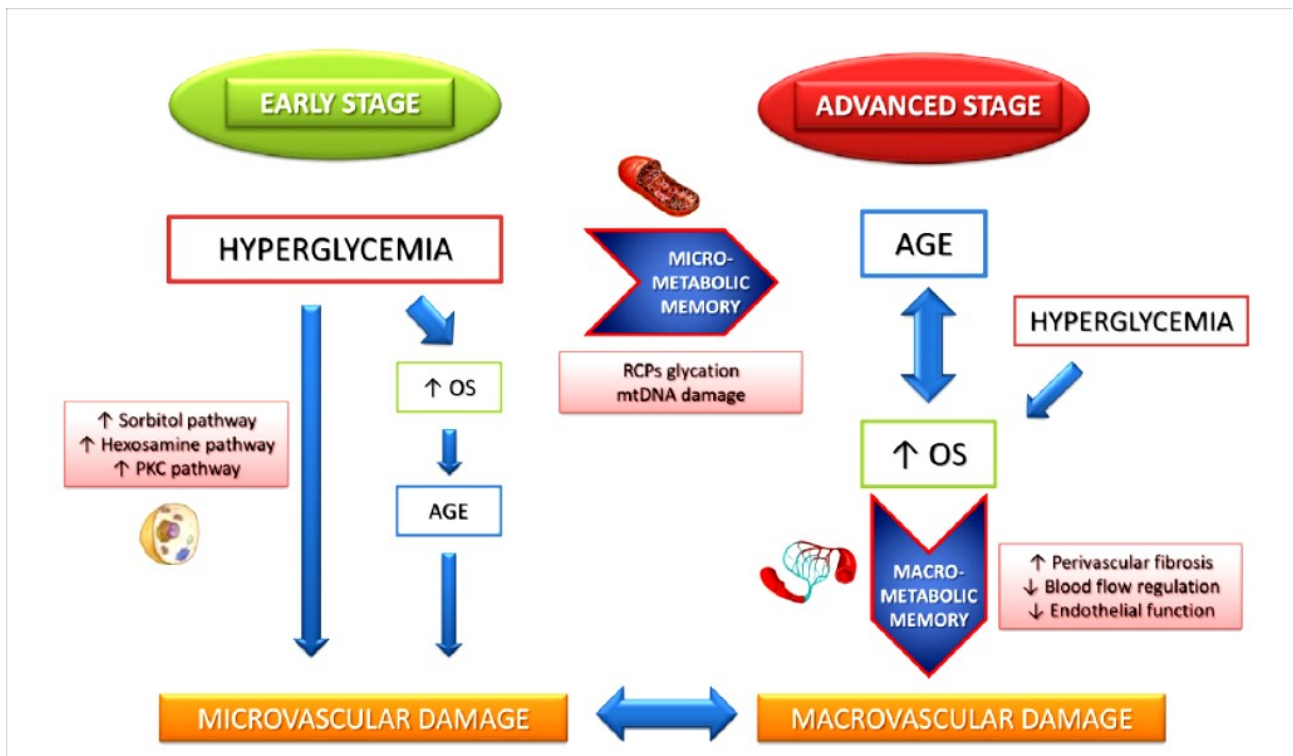 EARLY STAGE
ADVANCED STAGE
HYPERGLYCEMIA
↑ OS
AGE
↑ Sorbitol pathway
↑ Hexosamine pathway
↑ PKC pathway
MICRO-
METABOLIC
MEMORY
RCPs glycation
mtDNA damage
AGE
HYPERGLYCEMIA
↑ OS
MACRO-
METABOLIC
MEMORY
↑ Perivascular fibrosis
↓ Blood flow regulation
↓ Endothelial function
MICROVASCULAR DAMAGE
MACROVASCULAR DAMAGE